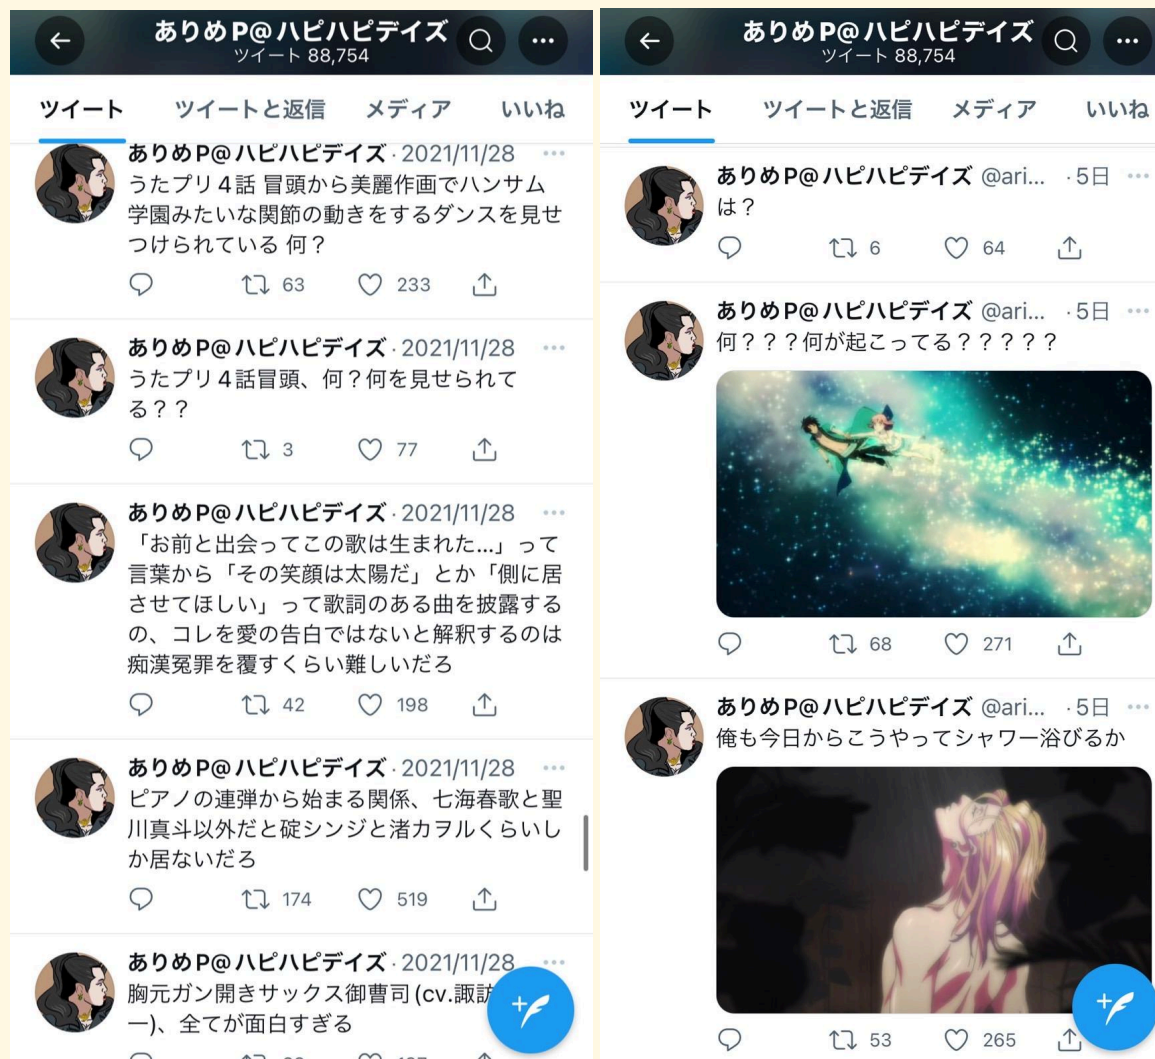 ありめP@ハピハピデイズ
ツイート 88,754
ツイート ツイートと返信 メディア いいね
ありめP@ハピハピデイズ · 2021/11/28
うたプリ4話 冒頭から美麗作画でハンサム
学園みたいな関節の動きをするダンスを見せ
つけられている 何？
63 233
ありめP@ハピハピデイズ · 2021/11/28
うたプリ4話冒頭、何？何を見せられて
る？？
3 77
ありめP@ハピハピデイズ · 2021/11/28
「お前と出会ってこの歌は生まれた...」って
言葉から「その笑顔は太陽だ」とか「側に居
させてほしい」って歌詞のある曲を披露する
の、コレを愛の告白ではないと解釈するのは
痴漢冤罪を覆すくらい難しいだろ
42 198
ありめP@ハピハピデイズ · 2021/11/28
ピアノの連弾から始まる関係、七海春歌と聖
川真斗以外だと碇シンジと渚カヲルくらいし
か居ないだろ
174 519
ありめP@ハピハピデイズ · 2021/11/28
胸元ガン開きサックス御曹司(cv.諏訪
一)、全てが面白すぎる
ありめP@ハピハピデイズ
ツイート 88,754
ツイート ツイートと返信 メディア いいね
ありめP@ハピハピデイズ @ari... · 5日
は？
6 64
ありめP@ハピハピデイズ @ari... · 5日
何？？？何が起こってる？？？？？
68 271
ありめP@ハピハピデイズ @ari... · 5日
俺も今日からこうやってシャワー浴びるか
53 265